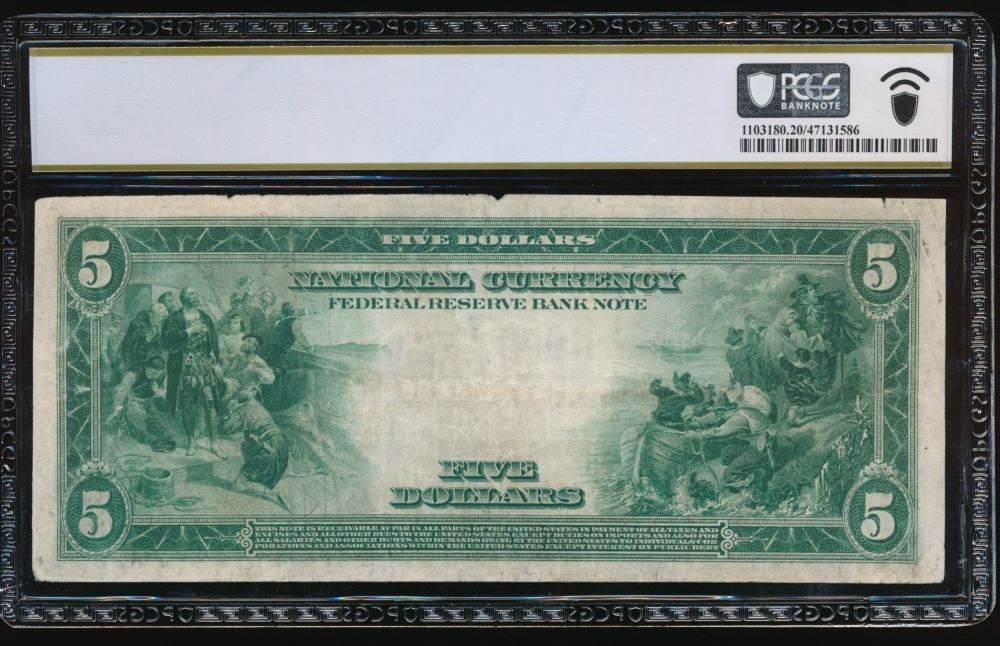 PCGS
BANKNOTE
1103180.20/47131586
5 FIVE DOLLARS 5
NATIONAL CURRENCY
FEDERAL RESERVE BANK NOTE
FIVE
DOLLARS
5 5
THIS NOTE IS RECEIVABLE AT PAR IN ALL PARTS OF THE UNITED STATES IN PAYMENT OF ALL TAXES AND
EXCISES AND ALL OTHER DUES TO THE UNITED STATES EXCEPT DUTIES ON IMPORTS AND ALSO FOR
ALL SALARIES AND OTHER DEBTS AND DEMANDS OWING BY THE UNITED STATES TO INDIVIDUALS COR
PORATIONS AND ASSOCIATIONS WITHIN THE UNITED STATES EXCEPT INTEREST ON PUBLIC DEBT